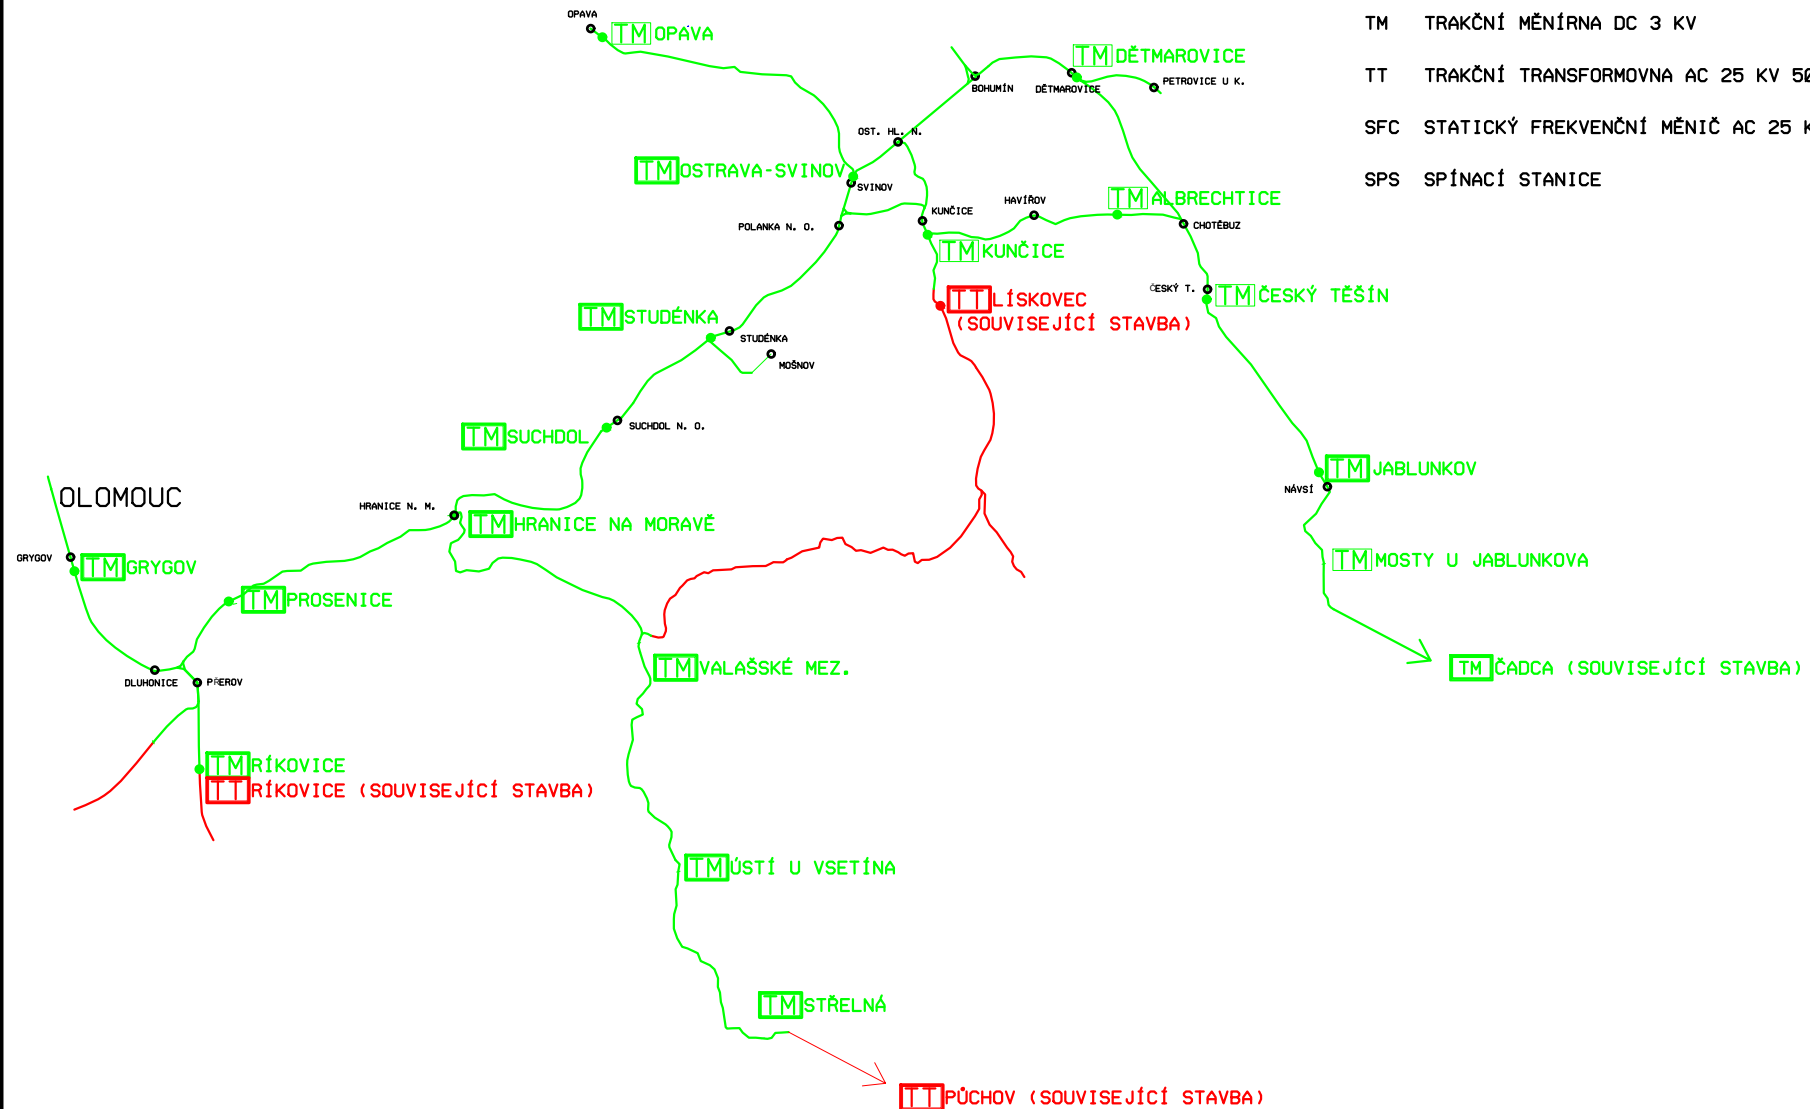 TM TRAKČNÍ MĚNÍRNA DC 3 KV
TT TRAKČNÍ TRANSFORMOVNA AC 25 KV 50
SFC STATICKÝ FREKVENČNÍ MĚNIČ AC 25 K
SPS SPÍNACÍ STANICE
OPAVA
TM OPAVA
TM DĚTMAROVICE
BOHUMÍN
DĚTMAROVICE
PETROVICE U K.
OST. HL. N.
TM OSTRAVA-SVINOV
SVINOV
HAVÍŘOV
TM ALBRECHTICE
KUNČICE
POLANKA N. O.
CHOTĚBUZ
TM KUNČICE
ČESKÝ T.
TM ČESKÝ TĚŠÍN
TT LÍSKOVEC
(SOUVISEJÍCÍ STAVBA)
TM STUDÉNKA
STUDÉNKA
MOŠNOV
TM SUCHDOL
SUCHDOL N. O.
TM JABLUNKOV
NÁVSÍ
OLOMOUC
HRANICE N. M.
TM HRANICE NA MORAVĚ
GRYGOV
TM GRYGOV
TM MOSTY U JABLUNKOVA
TM PROSENICE
DLUHONICE
PŘEROV
TM VALAŠSKÉ MEZ.
TM ČADCA (SOUVISEJÍCÍ STAVBA)
TM RÍKOVICE
TT RÍKOVICE (SOUVISEJÍCÍ STAVBA)
TM ÚSTÍ U VSETÍNA
TM STŘELNÁ
TT PÚCHOV (SOUVISEJÍCÍ STAVBA)